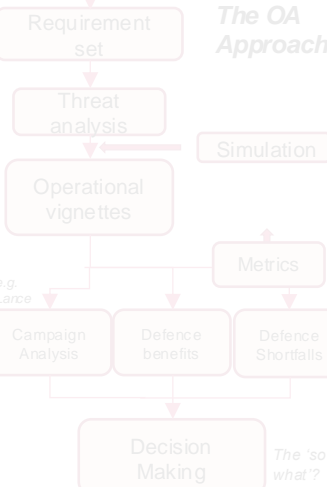 Requirement
set
The OA
Approach
Threat
analysis
Simulation
Operational
vignettes
Metrics
e.g.
Campaign
Analysis
Defence
benefits
Defence
Shortfalls
Decision
Making
The 'so
what'?